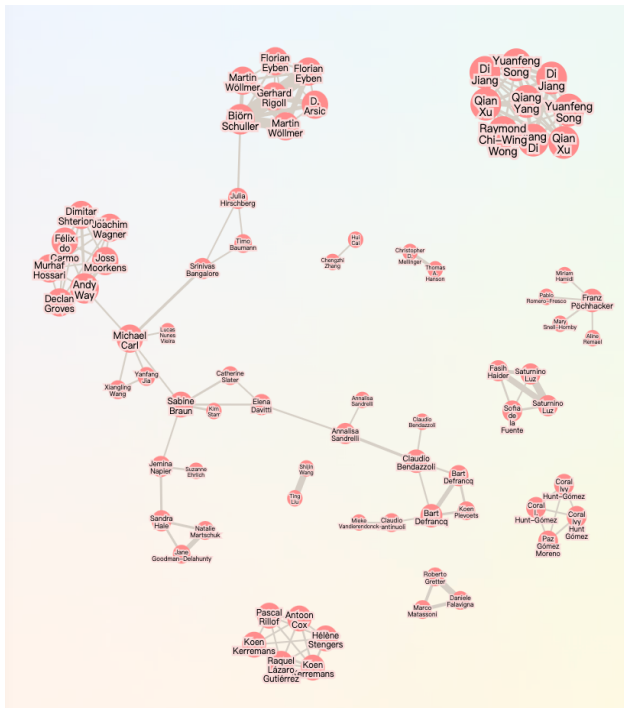 Florian
Eyben
Florian
Eyben
Martin
Wöllmer
Gerhard
Rigoll
D.
Arsic
Björn
Schuller
Martin
Wöllmer
Yuanfeng
Song
Di
Jiang
Di
Jiang
Qian
Xu
Qiang
Yang
Yuanfeng
Song
Raymond
Chi-Wing
Wong
Di
Qian
Xu
Julia
Hirschberg
Timo
Baumann
Srinivas
Bangalore
Dimitar
Shterion
Joachim
Wagner
Félix
do
Carmo
Joss
Moorkens
Murhaf
Hossari
Andy
Way
Declan
Groves
Hui
Cai
Chengzhi
Zhang
Christopher
D.
Mellinger
Thomas
A.
Hanson
Miriam
Hamidi
Pablo
Romero-Fresco
Franz
Pöchhacker
Mary
Snell-Hornby
Aline
Remael
Michael
Carl
Lucas
Nunes
Vieira
Yanfang
Jia
Xiangling
Wang
Catherine
Slater
Sabine
Braun
Kim
Starr
Elena
Davitti
Annalisa
Sandrelli
Annalisa
Sandrelli
Claudio
Bendazzoli
Claudio
Bendazzoli
Fasih
Haider
Saturnino
Luz
Saturnino
Luz
Sofia
de la
Fuente
Jemina
Napier
Suzanne
Ehrlich
Shijin
Wang
Ting
Liu
Bart
Defrancq
Bart
Defrancq
Koen
Plevoets
Mieke
Vandierendonck
Claudio
Fantinuoli
Sandra
Hale
Natalie
Martschuk
Jane
Goodman-Delahunty
Coral Ivy
Hunt-Gómez
Coral
I.
Hunt-Gómez
Coral
Ivy
Hunt
Gómez
Paz
Gómez
Moreno
Roberto
Gretter
Daniele
Falavigna
Marco
Matassoni
Pascal
Rillof
Antoon
Cox
Koen
Kerremans
Hélène
Stengers
Raquel
Lázaro
Gutiérrez
Koen
Kerremans